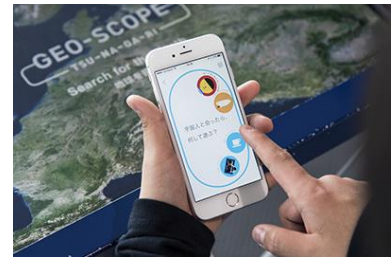 GEO-SCOPE
TSU-NA-GA-RI
Search for the
宇宙人と会ったら、
何して遊ぶ?